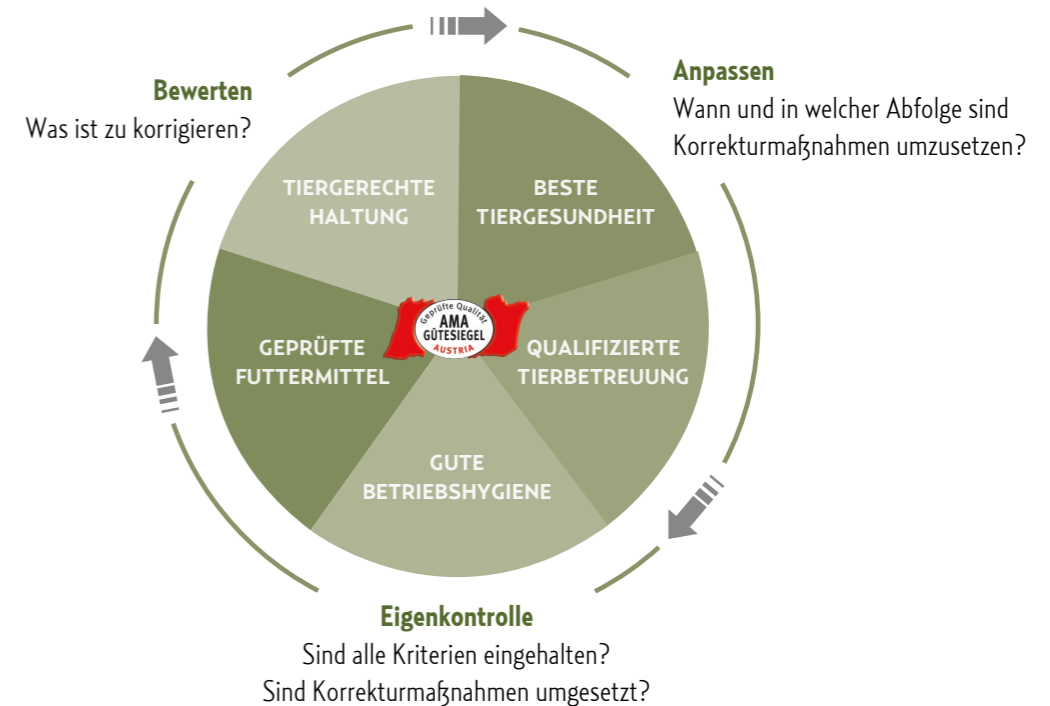 Bewerten
Was ist zu korrigieren?
Anpassen
Wann und in welcher Abfolge sind
Korrekturmaßnahmen umzusetzen?
TIERGERECHTE
HALTUNG
BESTE
TIERGESUNDHEIT
Geprüfte Qualität
AMA
GÜTESIEGEL
AUSTRIA
GEPRÜFTE
FUTTERMITTEL
QUALIFIZIERTE
TIERBETREUUNG
GUTE
BETRIEBSHYGIENE
Eigenkontrolle
Sind alle Kriterien eingehalten?
Sind Korrekturmaßnahmen umgesetzt?